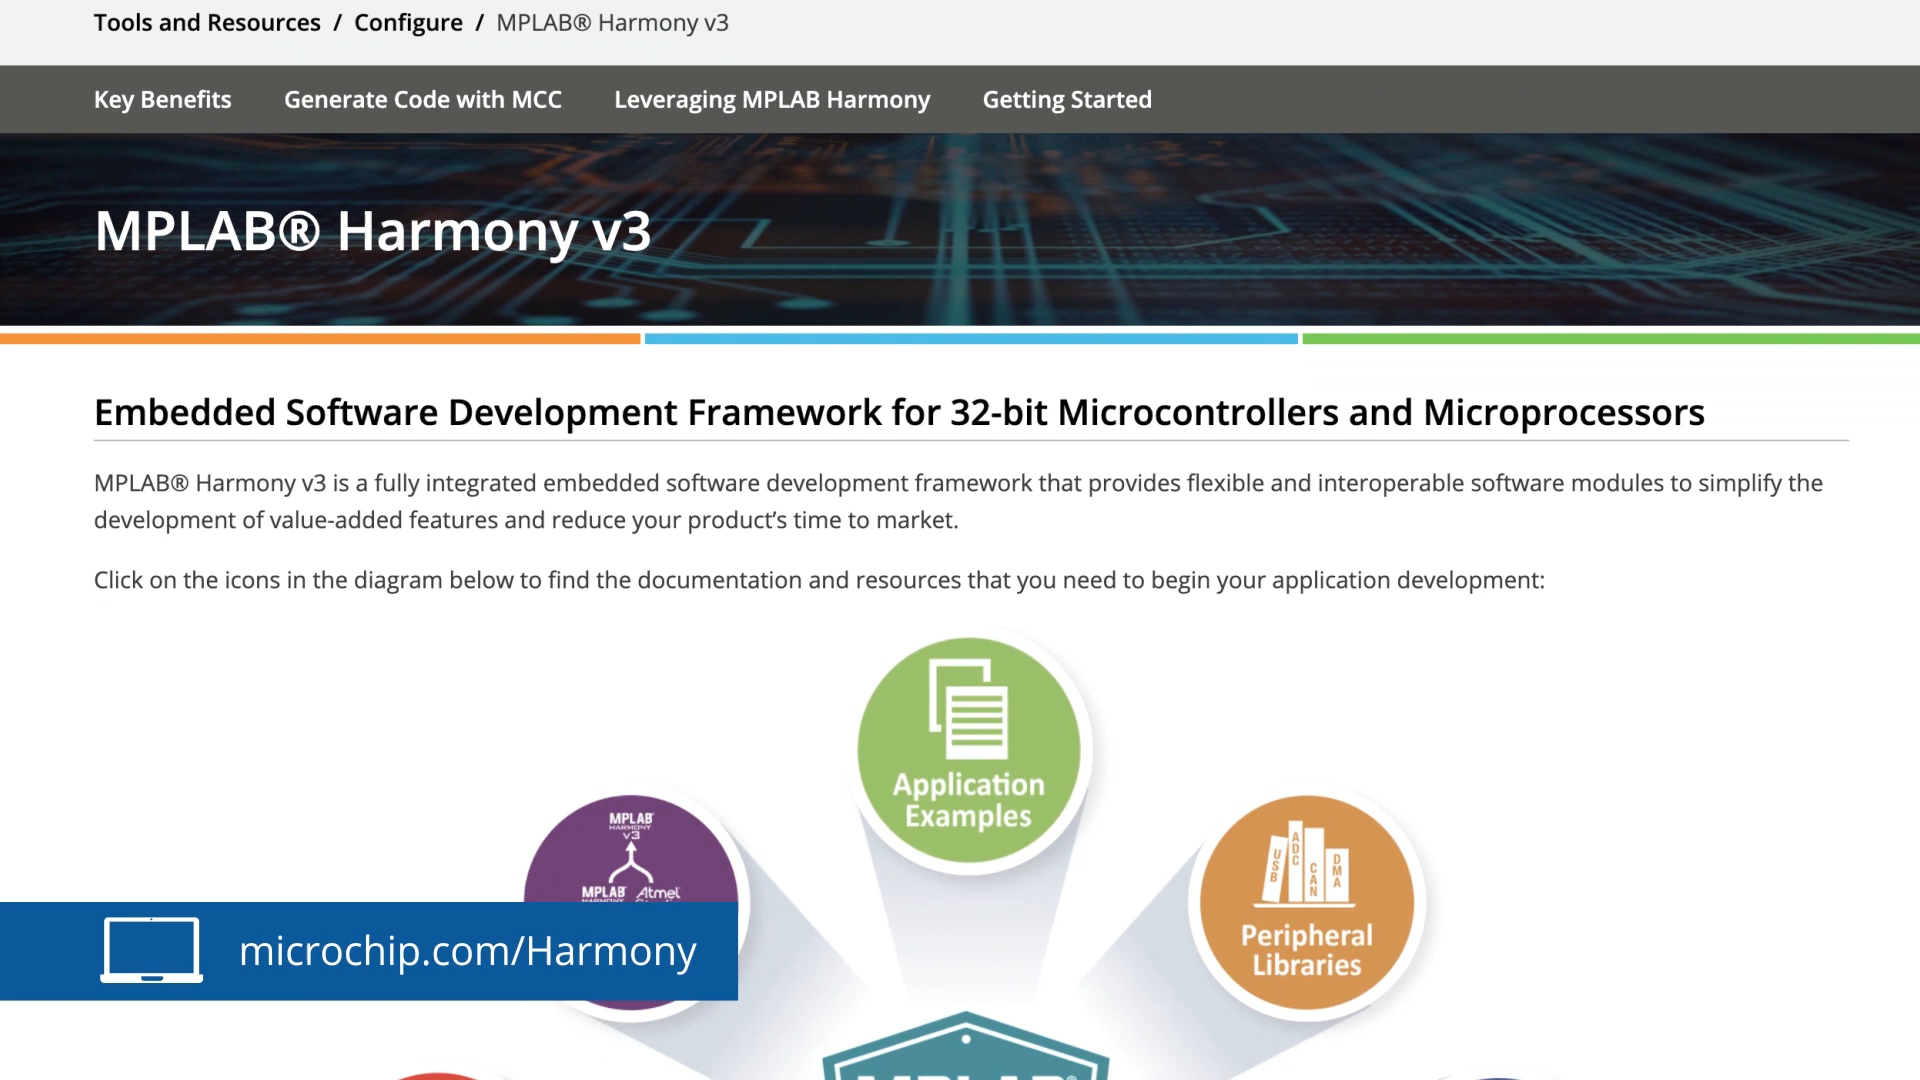 Tools and Resources / Configure / MPLAB® Harmony v3
Key Benefits Generate Code with MCC Leveraging MPLAB Harmony Getting Started
MPLAB® Harmony v3
Embedded Software Development Framework for 32-bit Microcontrollers and Microprocessors
MPLAB® Harmony v3 is a fully integrated embedded software development framework that provides flexible and interoperable software modules to simplify the
development of value-added features and reduce your product’s time to market.
Click on the icons in the diagram below to find the documentation and resources that you need to begin your application development:
Application
Examples
MPLAB®
HARMONY
v3
MPLAB® Atmel
USB ADC CAN DMA
Peripheral
Libraries
microchip.com/Harmony